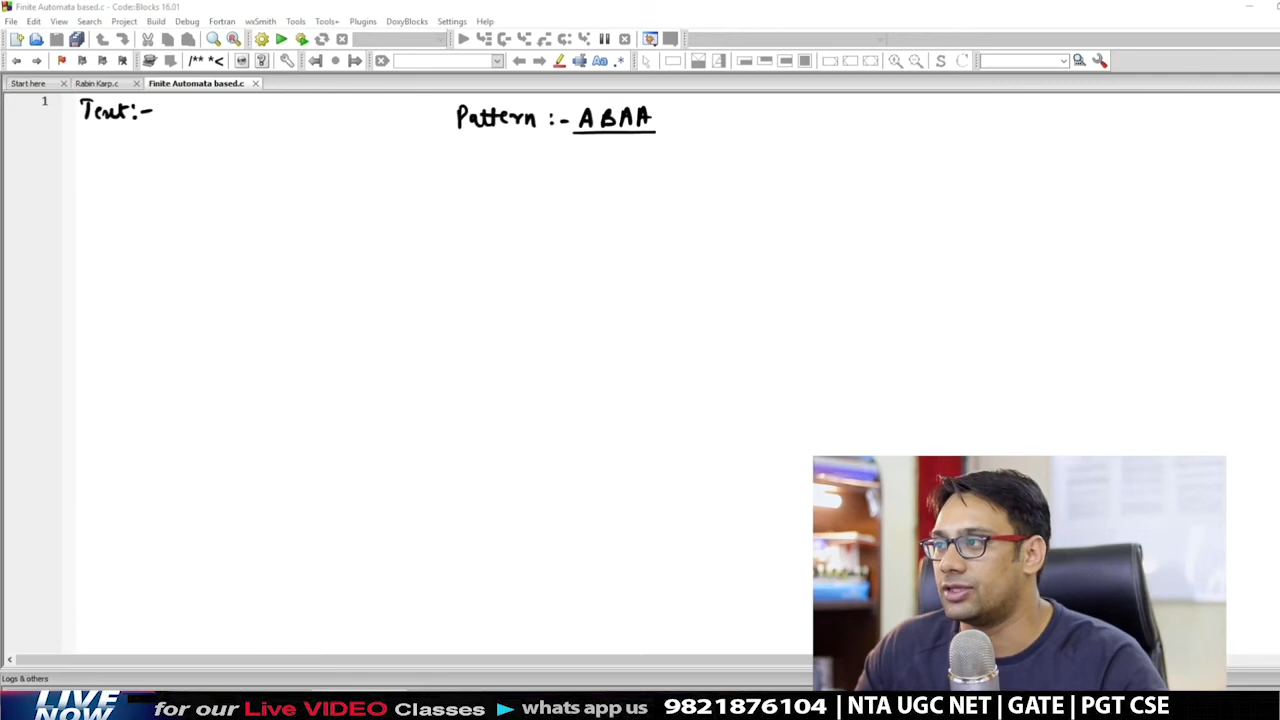 Finite Automata based.c - Code::Blocks 16.01
File Edit View Search Project Build Debug Fortran wxSmith Tools Tools+ Plugins DoxyBlocks Settings Help
/** *<
Aa .*
S C
Start here Rabin Karp.c Finite Automata based.c
1
Text:- Pattern :- ABAA
Logs & others
LIVE NOW for our Live VIDEO Classes whats app us 9821876104 | NTA UGC NET | GATE | PGT CSE